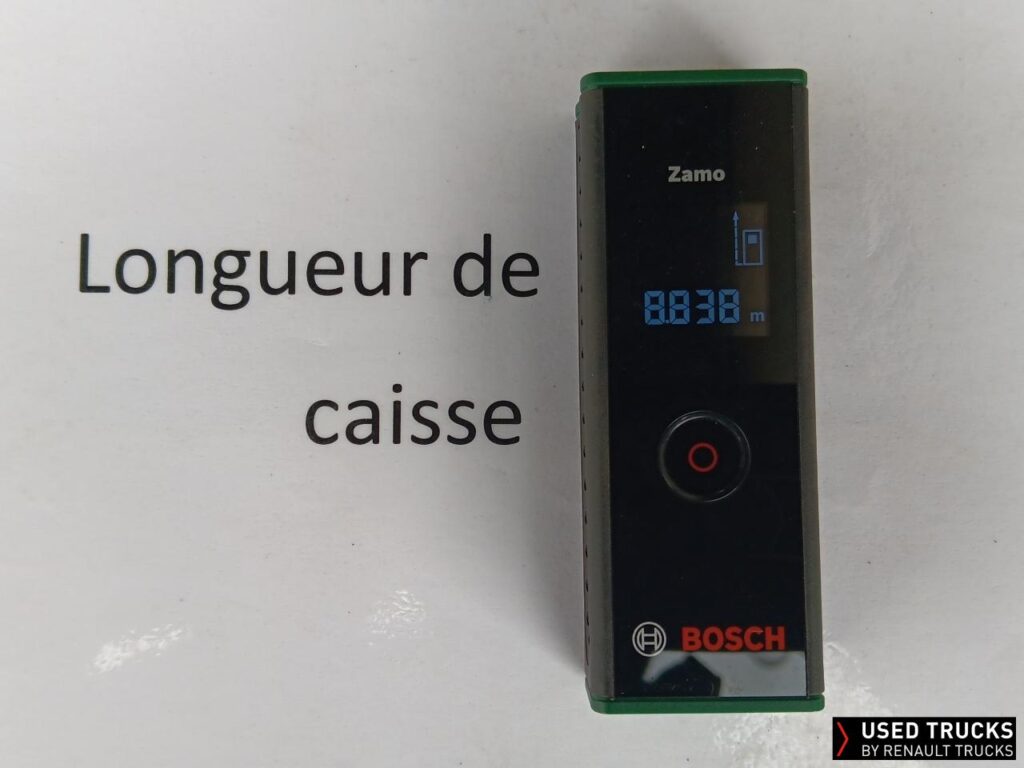 Longueur de
caisse
Zamo
8.838 m
BOSCH
USED TRUCKS
BY RENAULT TRUCKS